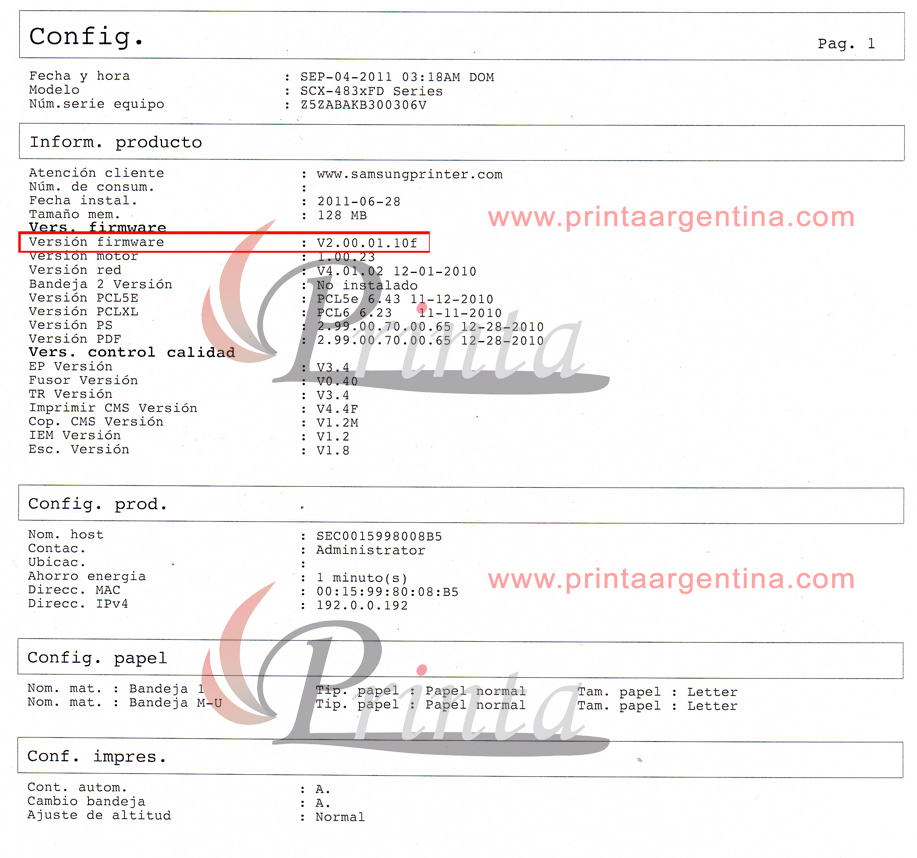 Config.
Pag. 1
Fecha y hora : SEP-04-2011 03:18AM DOM
Modelo : SCX-483xFD Series
Núm.serie equipo : Z5ZABAKB300306V
Inform. producto
Atención cliente : www.samsungprinter.com
Núm. de consum. :
Fecha instal. : 2011-06-28
Tamaño mem. : 128 MB
www.printaargentina.com
Vers. firmware
Versión firmware : V2.00.01.10f
Versión motor : 1.00.23
Versión red : V4.01.02 12-01-2010
Bandeja 2 Versión : No instalado
Versión PCL5E : PCL5e 6.43 11-12-2010
Versión PCLXL : PCL6 6.23 11-11-2010
Versión PS : 2.99.00.70.00.65 12-28-2010
Versión PDF : 2.99.00.70.00.65 12-28-2010
Printa
Vers. control calidad
EP Versión : V3.4
Fusor Versión : V0.40
TR Versión : V3.4
Imprimir CMS Versión : V4.4F
Cop. CMS Versión : V1.2M
IEM Versión : V1.2
Esc. Versión : V1.8
Config. prod.
Nom. host : SEC0015998008B5
Contac. : Administrator
Ubicac. :
Ahorro energia : 1 minuto(s)
www.printaargentina.com
Direcc. MAC : 00:15:99:80:08:B5
Direcc. IPv4 : 192.0.0.192
Config. papel
Nom. mat. : Bandeja 1 Tip. papel : Papel normal Tam. papel : Letter
Nom. mat. : Bandeja M-U Tip. papel : Papel normal Tam. papel : Letter
Printa
Conf. impres.
Cont. autom. : A.
Cambio bandeja : A.
Ajuste de altitud : Normal